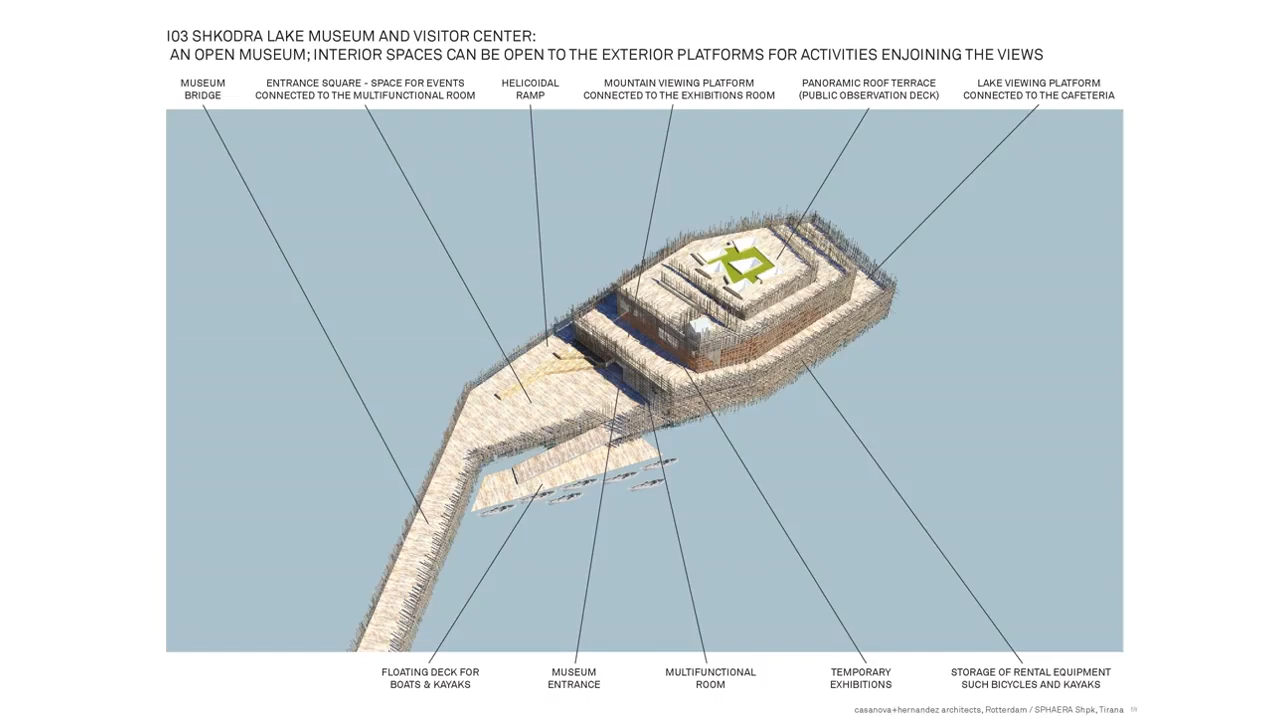 I03 SHKODRA LAKE MUSEUM AND VISITOR CENTER:
AN OPEN MUSEUM; INTERIOR SPACES CAN BE OPEN TO THE EXTERIOR PLATFORMS FOR ACTIVITIES ENJOINING THE VIEWS
MUSEUM
BRIDGE
ENTRANCE SQUARE - SPACE FOR EVENTS
CONNECTED TO THE MULTIFUNCTIONAL ROOM
HELICOIDAL
RAMP
MOUNTAIN VIEWING PLATFORM
CONNECTED TO THE EXHIBITIONS ROOM
PANORAMIC ROOF TERRACE
(PUBLIC OBSERVATION DECK)
LAKE VIEWING PLATFORM
CONNECTED TO THE CAFETERIA
FLOATING DECK FOR
BOATS & KAYAKS
MUSEUM
ENTRANCE
MULTIFUNCTIONAL
ROOM
TEMPORARY
EXHIBITIONS
STORAGE OF RENTAL EQUIPMENT
SUCH BICYCLES AND KAYAKS
casanova+hernandez architects, Rotterdam / SPHAERA Shpk, Tirana